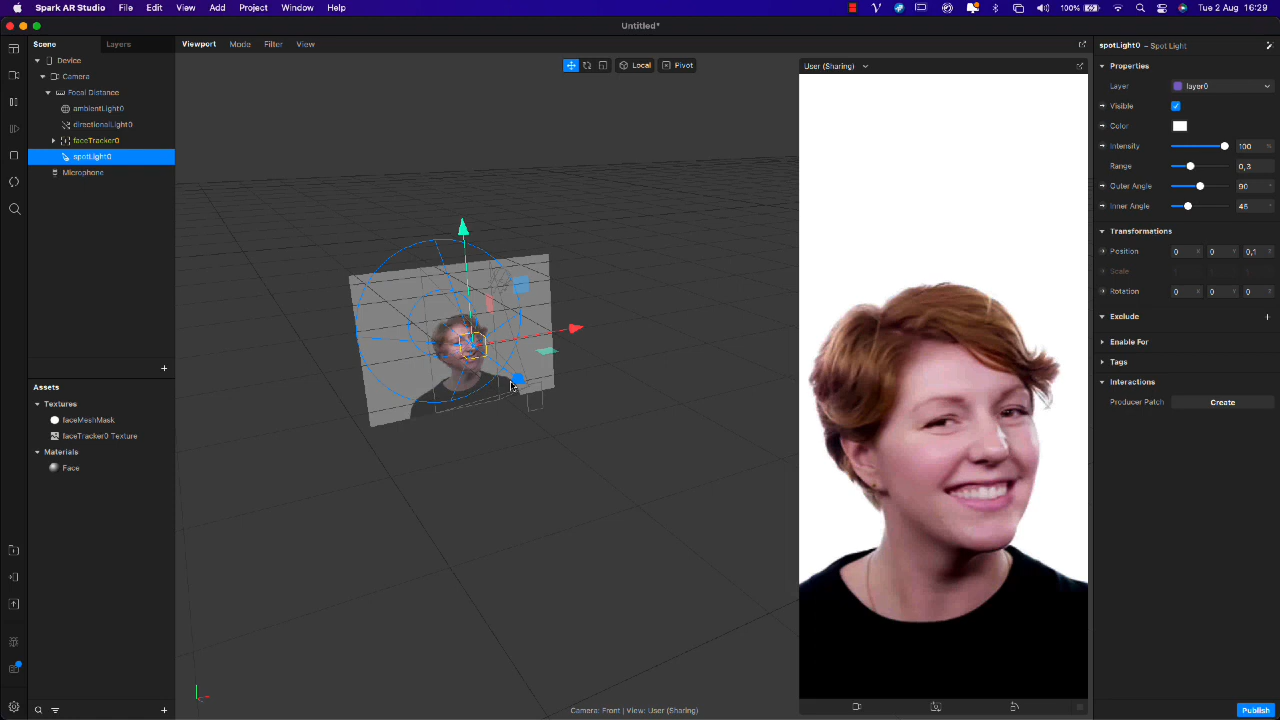 Spark AR Studio File Edit View Add Project Window Help 100% Tue 2 Aug 16:29
Untitled*
Scene Layers
Device
Camera
Focal Distance
ambientLight0
directionalLight0
faceTracker0
spotLight0
Microphone
Assets
Textures
faceMeshMask
faceTracker0 Texture
Materials
Face
Viewport Mode Filter View
Local Pivot
Camera: Front | View: User (Sharing)
User (Sharing)
spotLight0 – Spot Light
Properties
Layer layer0
Visible
Color
Intensity 100 %
Range 0,3
Outer Angle 90 °
Inner Angle 45 °
Transformations
Position 0 X 0 Y 0,1 Z
Scale
Rotation 0 X 0 Y 0 Z
Exclude
Enable For
Tags
Interactions
Producer Patch Create
Publish